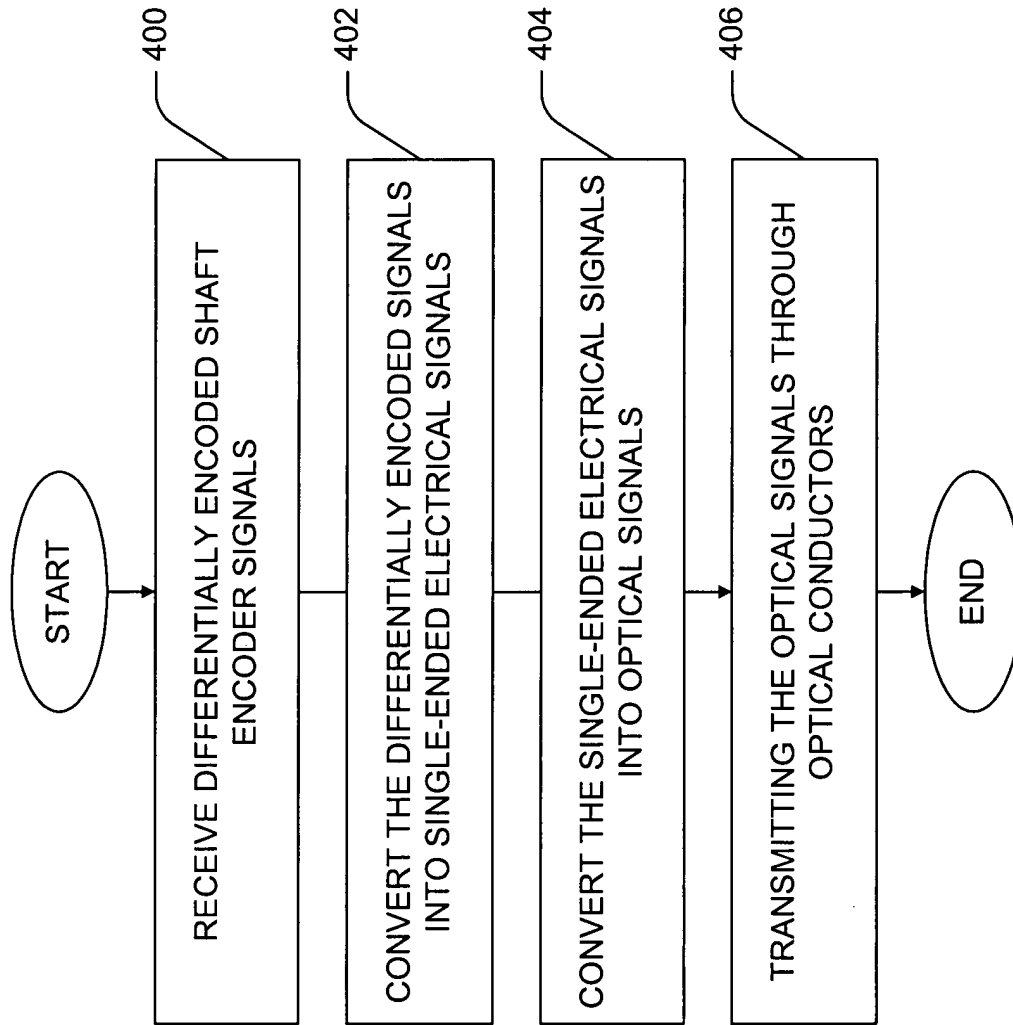 START
400
RECEIVE DIFFERENTIALLY ENCODED SHAFT
ENCODER SIGNALS
402
CONVERT THE DIFFERENTIALLY ENCODED SIGNALS
INTO SINGLE-ENDED ELECTRICAL SIGNALS
404
CONVERT THE SINGLE-ENDED ELECTRICAL SIGNALS
INTO OPTICAL SIGNALS
406
TRANSMITTING THE OPTICAL SIGNALS THROUGH
OPTICAL CONDUCTORS
END